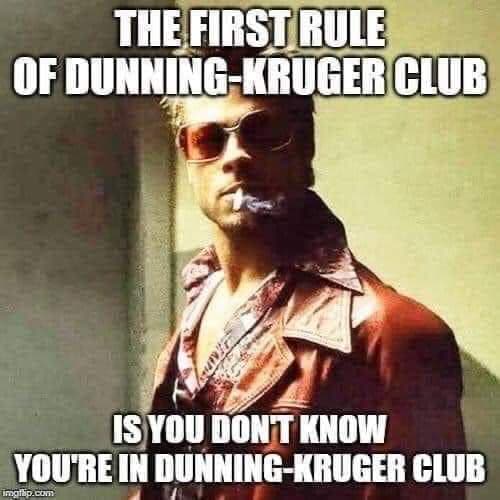 THE FIRST RULE
OF DUNNING-KRUGER CLUB
IS YOU DON'T KNOW
YOU'RE IN DUNNING-KRUGER CLUB
imgflip.com